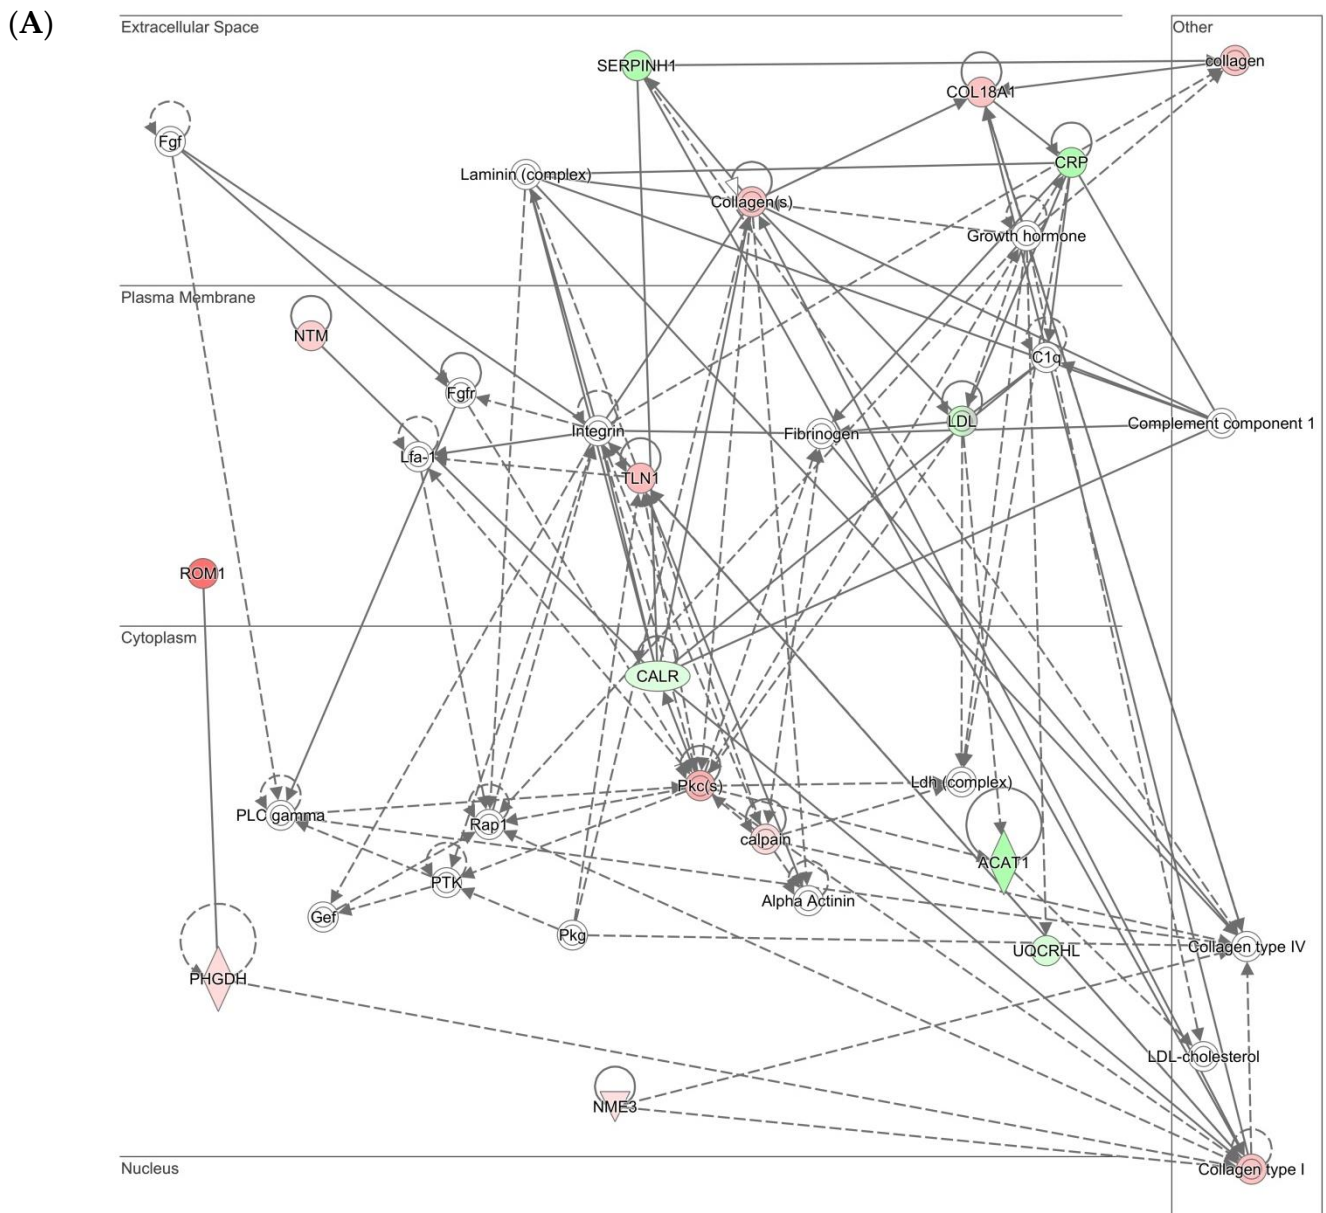 (A)
Extracellular Space
Other
SERPINH1
collagen
COL18A1
Fgf
CRP
Laminin (complex)
Collagen(s)
Growth hormone
Plasma Membrane
NTM
C1q
Fgfr
LDL
Complement component 1
Integrin
Fibrinogen
Lfa-1
TLN1
ROM1
Cytoplasm
CALR
Pkc(s)
Ldh (complex)
PLC gamma
Rap1
calpain
ACAT1
PTK
Alpha Actinin
Gef
Pkg
Collagen type IV
UQCRHL
PHGDH
LDL-cholesterol
NME3
Nucleus
Collagen type I